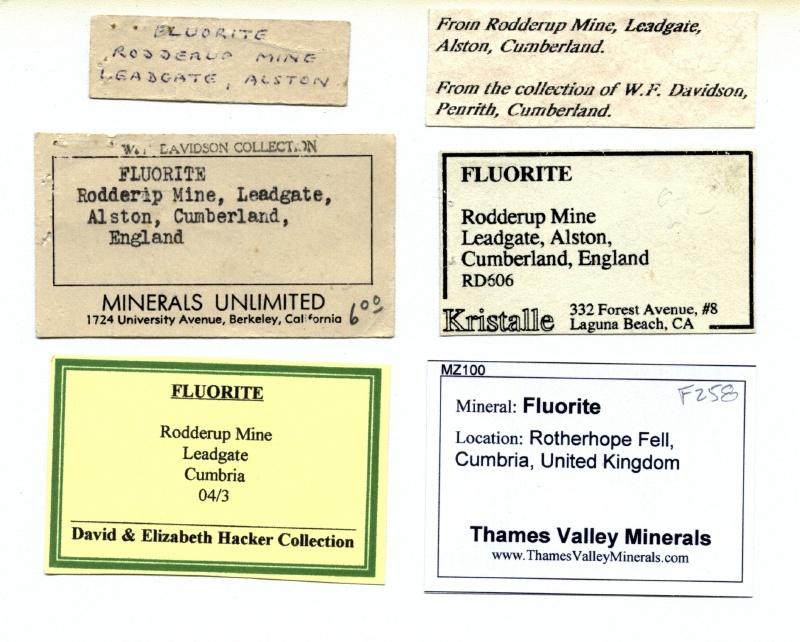 FLUORITE
RODDERUP MINE
LEADGATE, ALSTON
From Rodderup Mine, Leadgate,
Alston, Cumberland.
From the collection of W.F. Davidson,
Penrith, Cumberland.
W.F. DAVIDSON COLLECTION
FLUORITE
Rodderip Mine, Leadgate,
Alston, Cumberland,
England
MINERALS UNLIMITED
1724 University Avenue, Berkeley, California
6.00
FLUORITE
Rodderup Mine
Leadgate, Alston,
Cumberland, England
RD606
Kristalle
332 Forest Avenue, #8
Laguna Beach, CA
FLUORITE
Rodderup Mine
Leadgate
Cumbria
04/3
David & Elizabeth Hacker Collection
MZ100
F258
Mineral: Fluorite
Location: Rotherhope Fell,
Cumbria, United Kingdom
Thames Valley Minerals
www.ThamesValleyMinerals.com